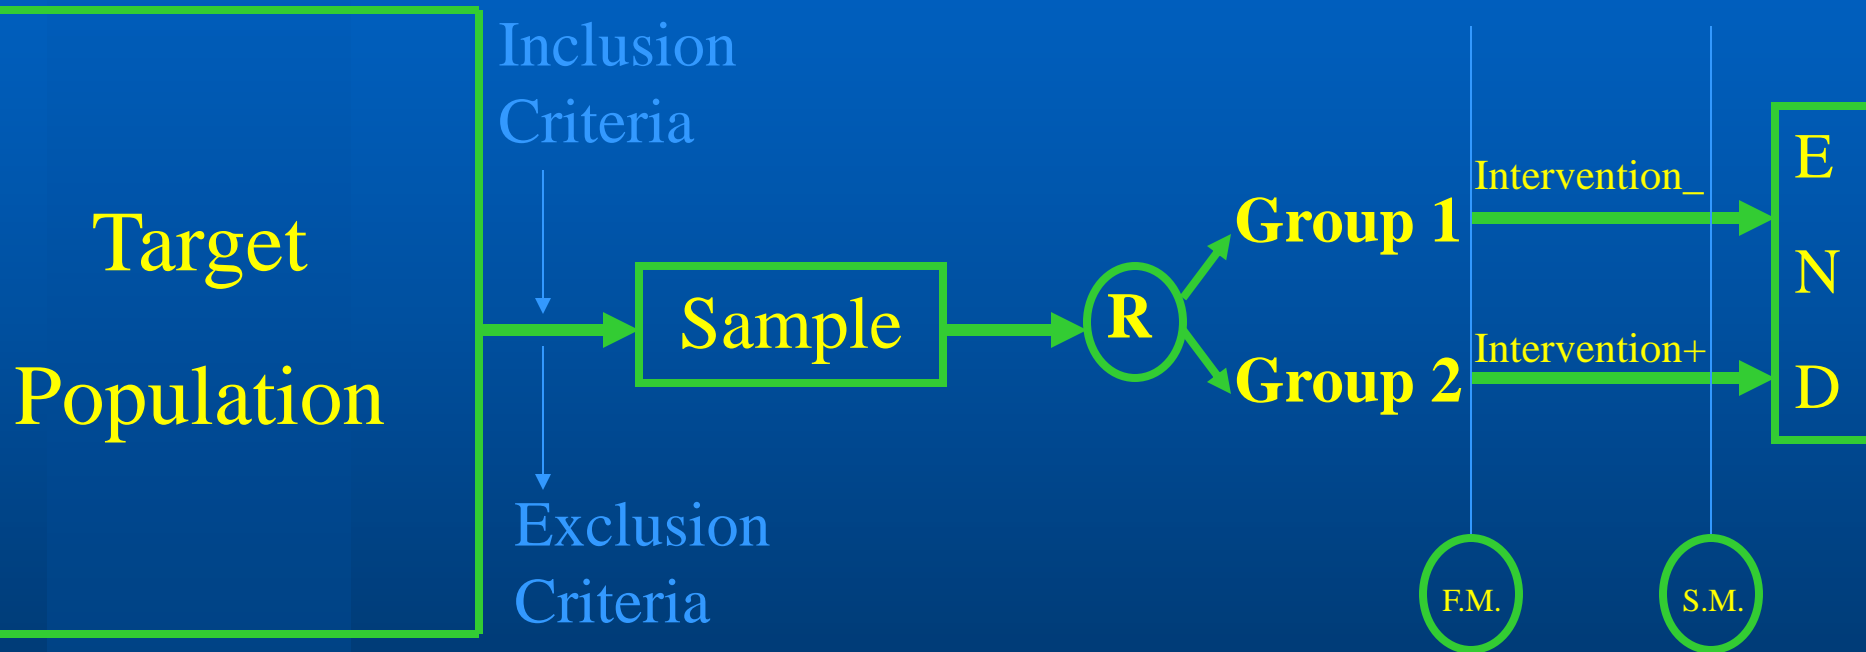 Target
Population
Inclusion
Criteria
Exclusion
Criteria
Sample
R
Group 1
Group 2
Intervention_
Intervention+
F.M.
S.M.
E
N
D